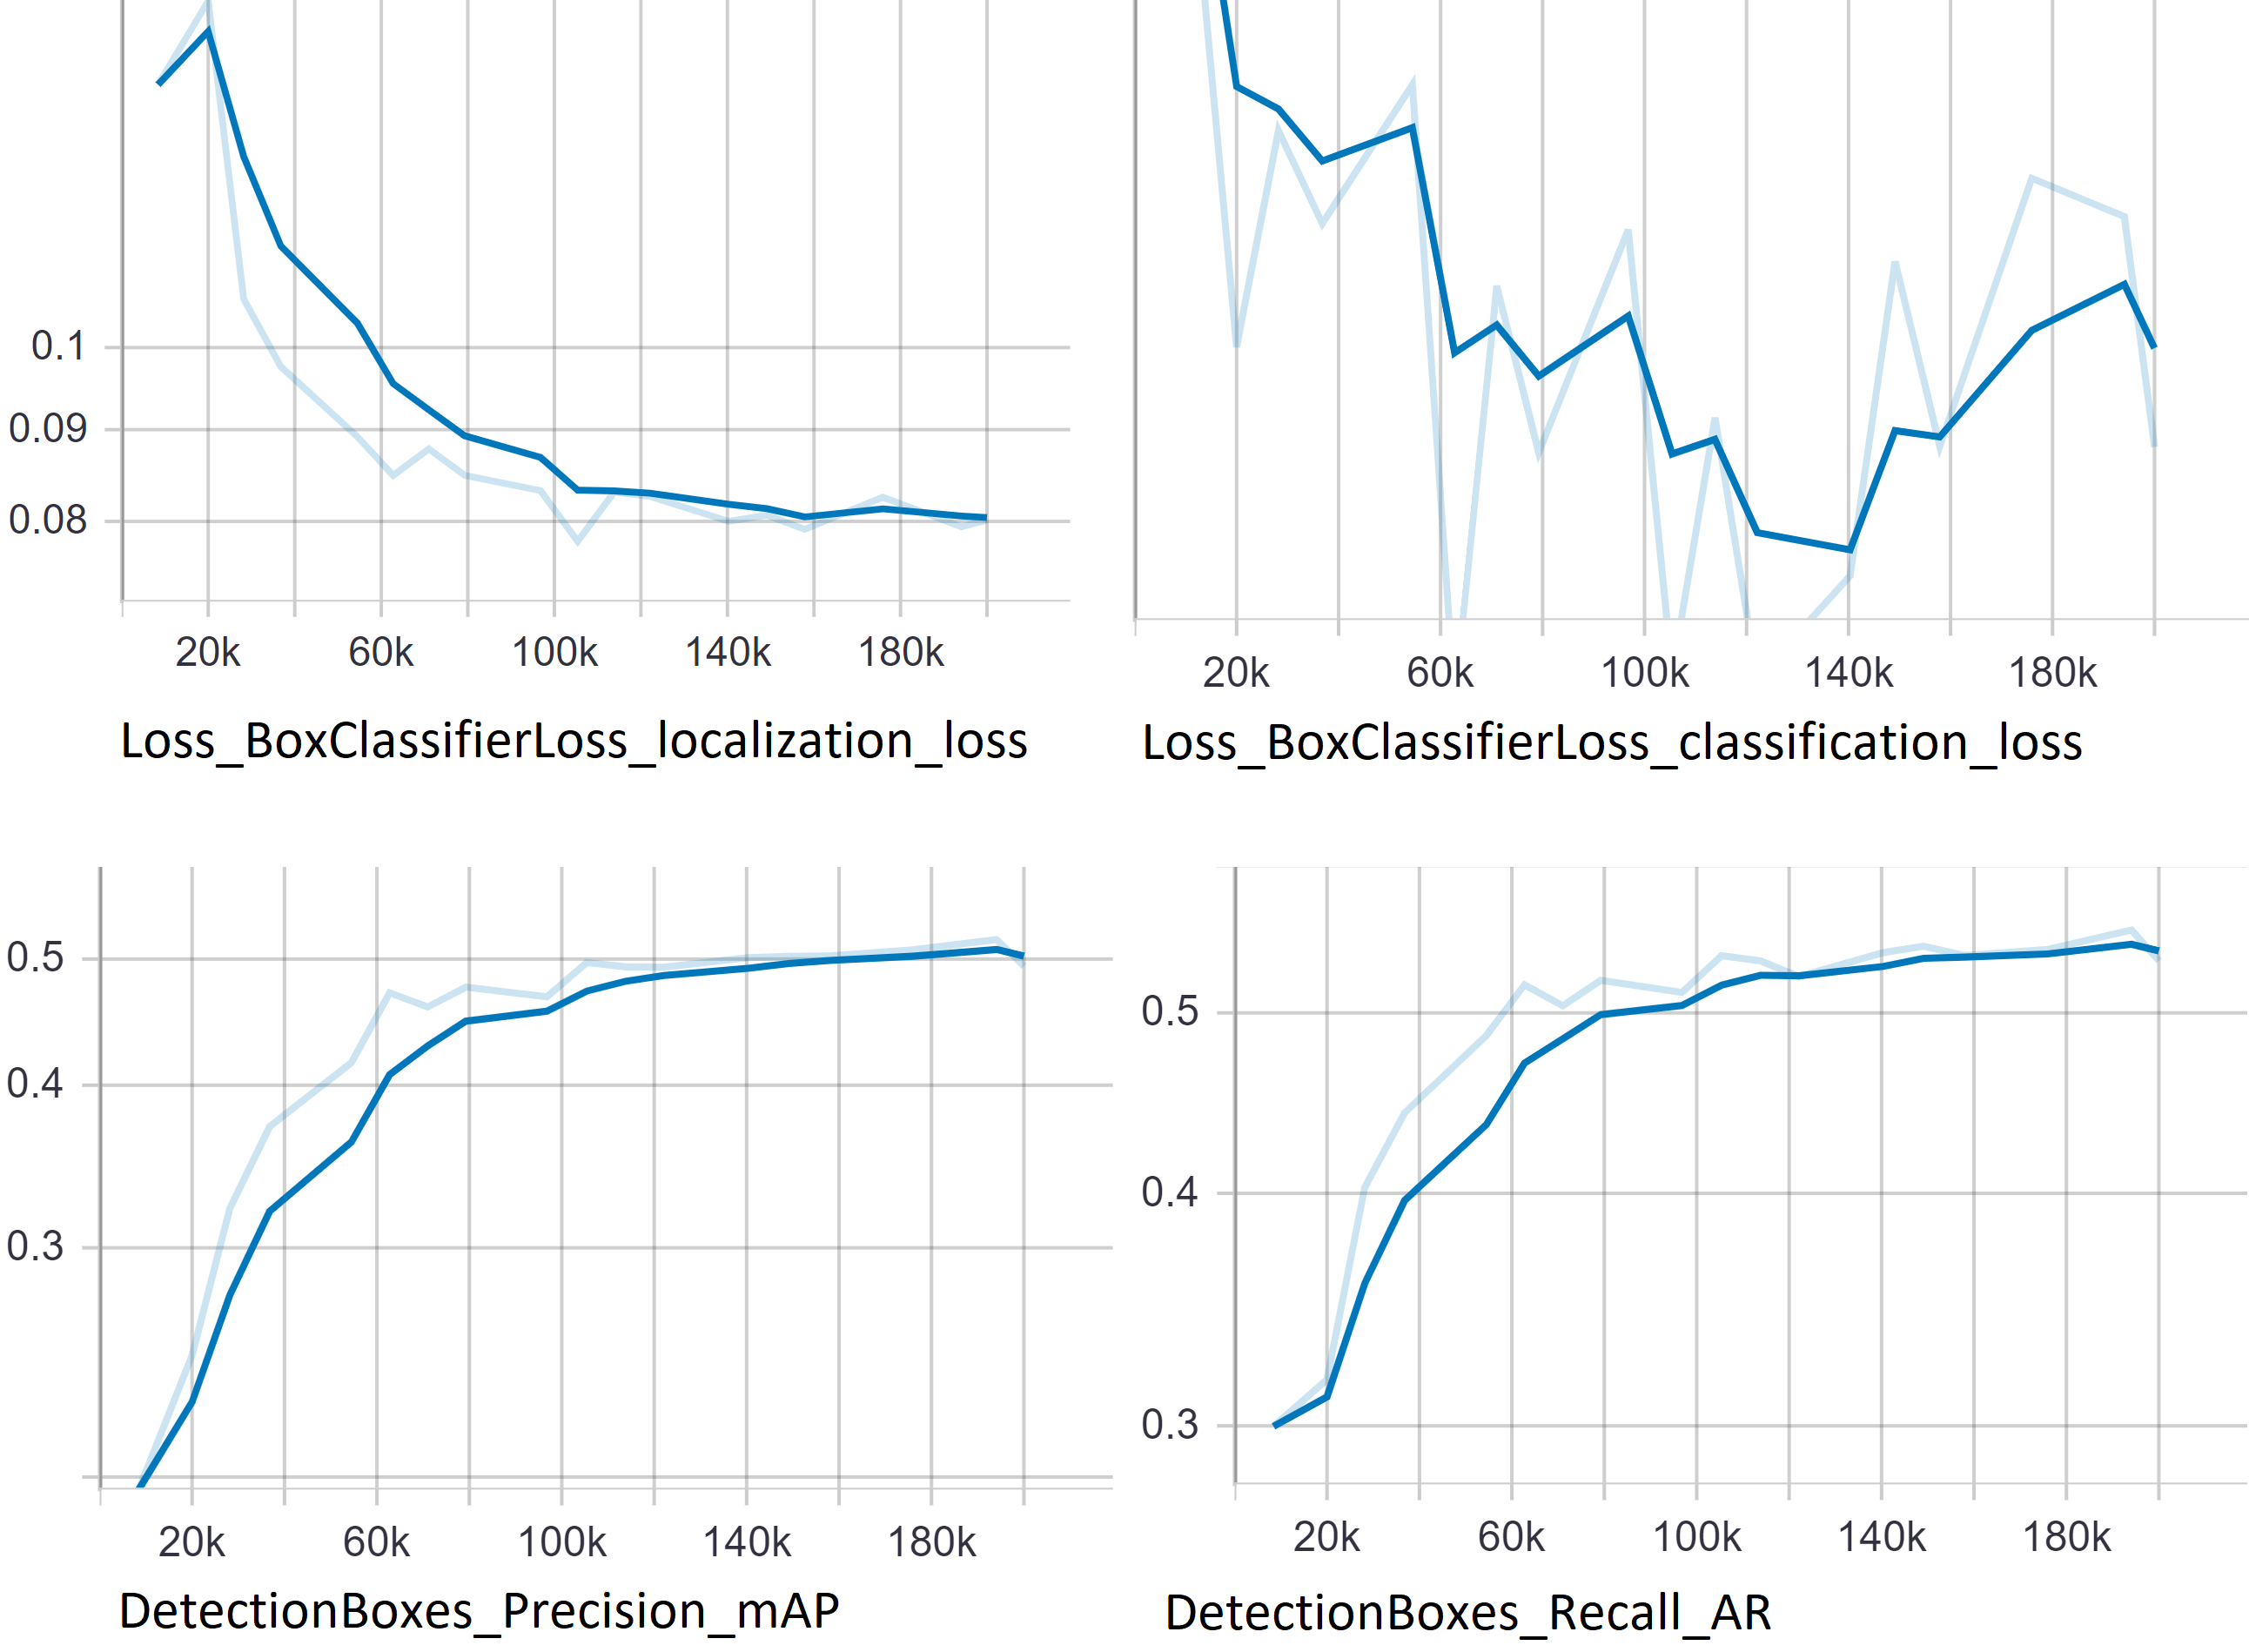 0.1
0.09
0.08
20k 60k 100k 140k 180k
Loss_BoxClassifierLoss_localization_loss
20k 60k 100k 140k 180k
Loss_BoxClassifierLoss_classification_loss
0.5
0.4
0.3
20k 60k 100k 140k 180k
DetectionBoxes_Precision_mAP
0.5
0.4
0.3
20k 60k 100k 140k 180k
DetectionBoxes_Recall_AR